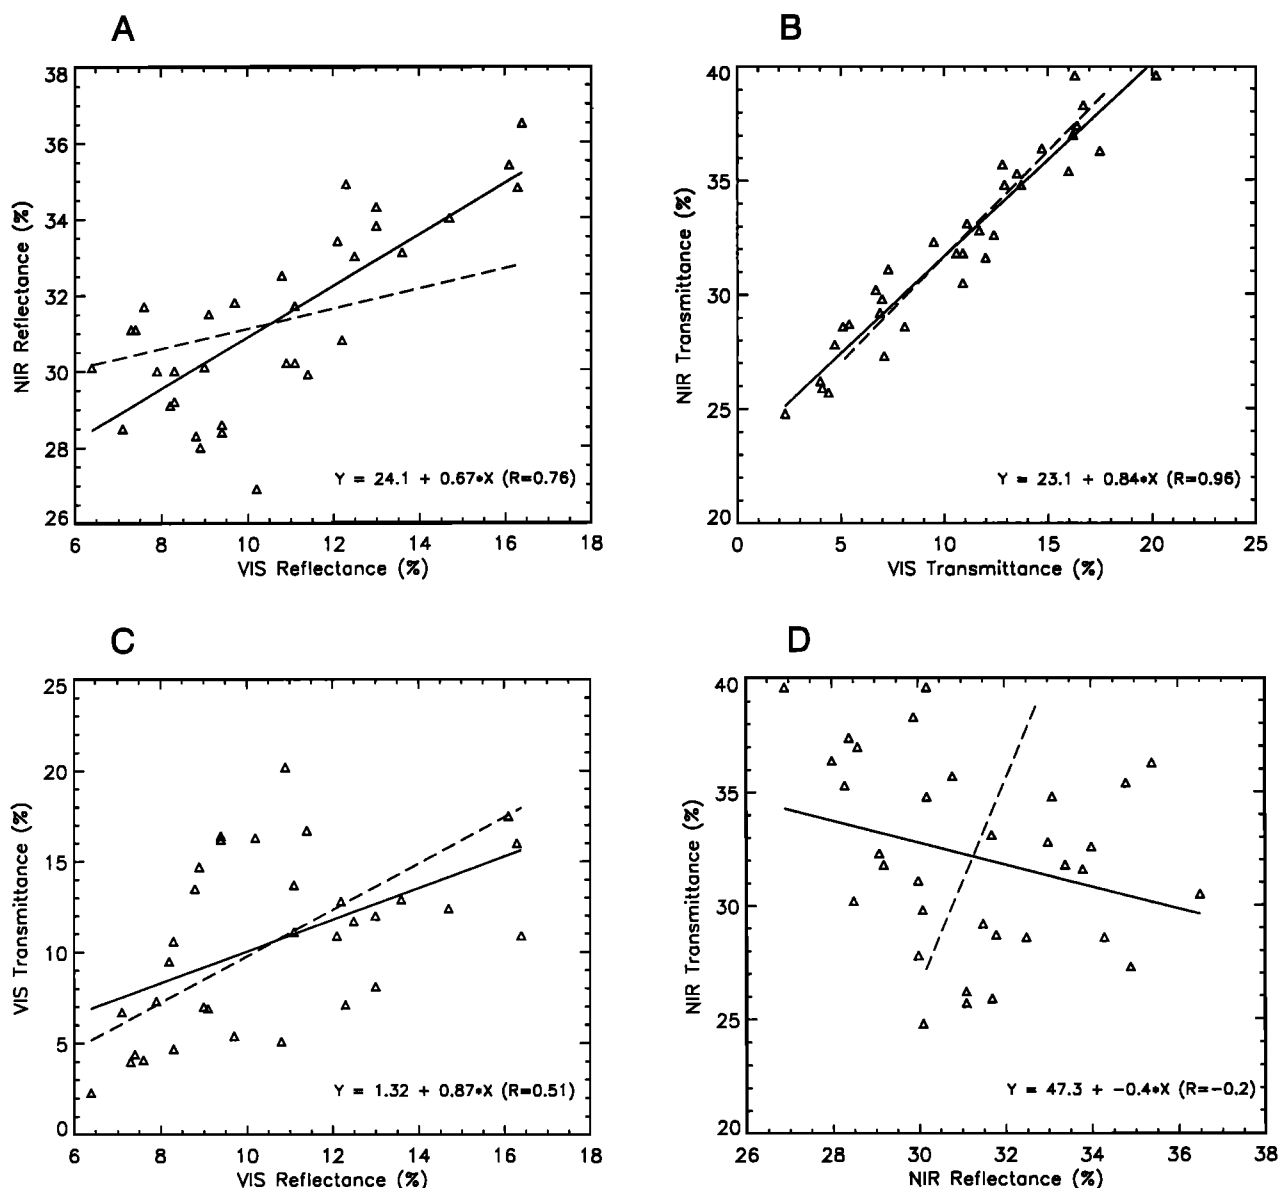 A
38
36
34
32
30
28
26
NIR Reflectance (%)
Y = 24.1 + 0.67*X (R=0.76)
6 8 10 12 14 16 18
VIS Reflectance (%)
B
40
35
30
25
20
NIR Transmittance (%)
Y = 23.1 + 0.84*X (R=0.96)
0 5 10 15 20 25
VIS Transmittance (%)
C
25
20
15
10
5
0
VIS Transmittance (%)
Y = 1.32 + 0.87*X (R=0.51)
6 8 10 12 14 16 18
VIS Reflectance (%)
D
40
35
30
25
20
NIR Transmittance (%)
Y = 47.3 + -0.4*X (R=-0.2)
26 28 30 32 34 36 38
NIR Reflectance (%)